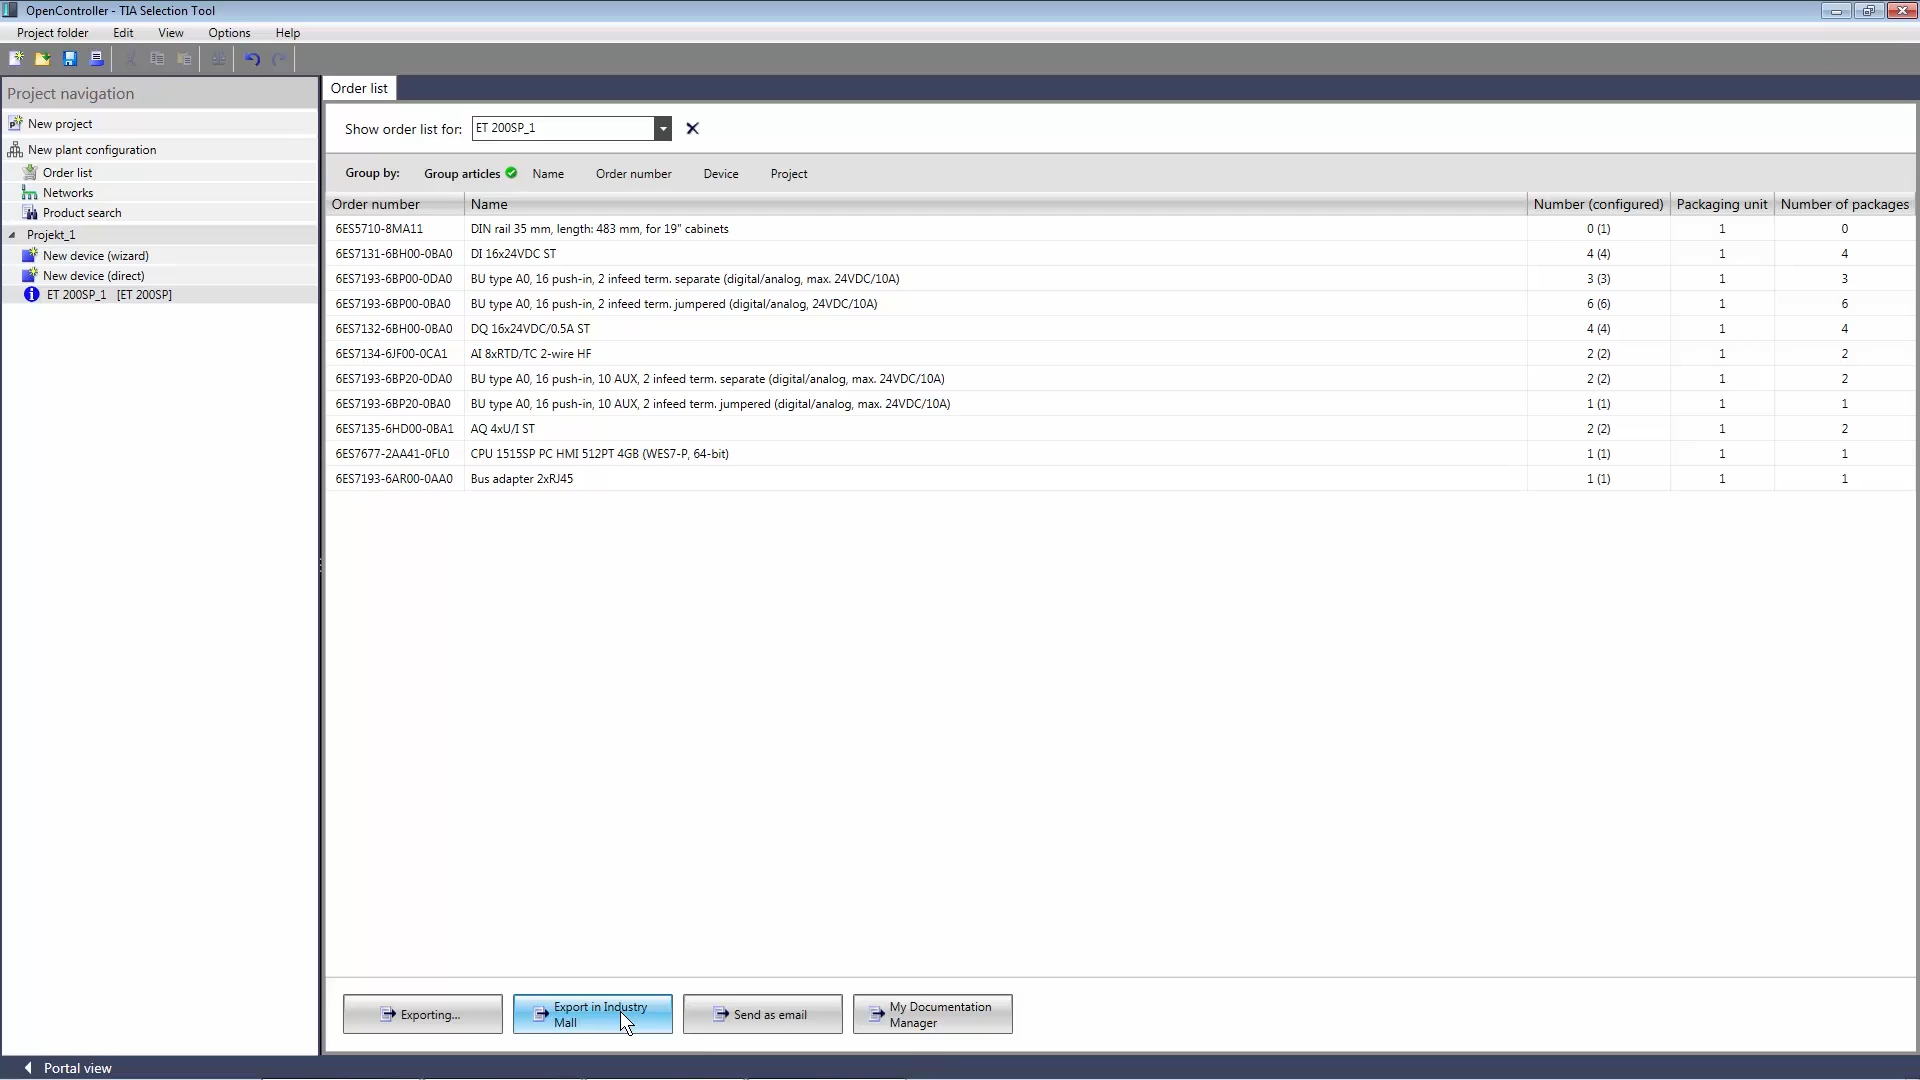 OpenController - TIA Selection Tool
Project folder Edit View Options Help
Project navigation
New project
New plant configuration
Order list
Networks
Product search
Projekt_1
New device (wizard)
New device (direct)
ET 200SP_1 [ET 200SP]
Order list
Show order list for: ET 200SP_1
Group by: Group articles Name Order number Device Project
Order number Name Number (configured) Packaging unit Number of packages
6ES5710-8MA11 DIN rail 35 mm, length: 483 mm, for 19" cabinets 0 (1) 1 0
6ES7131-6BH00-0BA0 DI 16x24VDC ST 4 (4) 1 4
6ES7193-6BP00-0DA0 BU type A0, 16 push-in, 2 infeed term. separate (digital/analog, max. 24VDC/10A) 3 (3) 1 3
6ES7193-6BP00-0BA0 BU type A0, 16 push-in, 2 infeed term. jumpered (digital/analog, 24VDC/10A) 6 (6) 1 6
6ES7132-6BH00-0BA0 DQ 16x24VDC/0.5A ST 4 (4) 1 4
6ES7134-6JF00-0CA1 AI 8xRTD/TC 2-wire HF 2 (2) 1 2
6ES7193-6BP20-0DA0 BU type A0, 16 push-in, 10 AUX, 2 infeed term. separate (digital/analog, max. 24VDC/10A) 2 (2) 1 2
6ES7193-6BP20-0BA0 BU type A0, 16 push-in, 10 AUX, 2 infeed term. jumpered (digital/analog, max. 24VDC/10A) 1 (1) 1 1
6ES7135-6HD00-0BA1 AQ 4xU/I ST 2 (2) 1 2
6ES7677-2AA41-0FL0 CPU 1515SP PC HMI 512PT 4GB (WES7-P, 64-bit) 1 (1) 1 1
6ES7193-6AR00-0AA0 Bus adapter 2xRJ45 1 (1) 1 1
Exporting...
Export in Industry
Mall
Send as email
My Documentation
Manager
Portal view